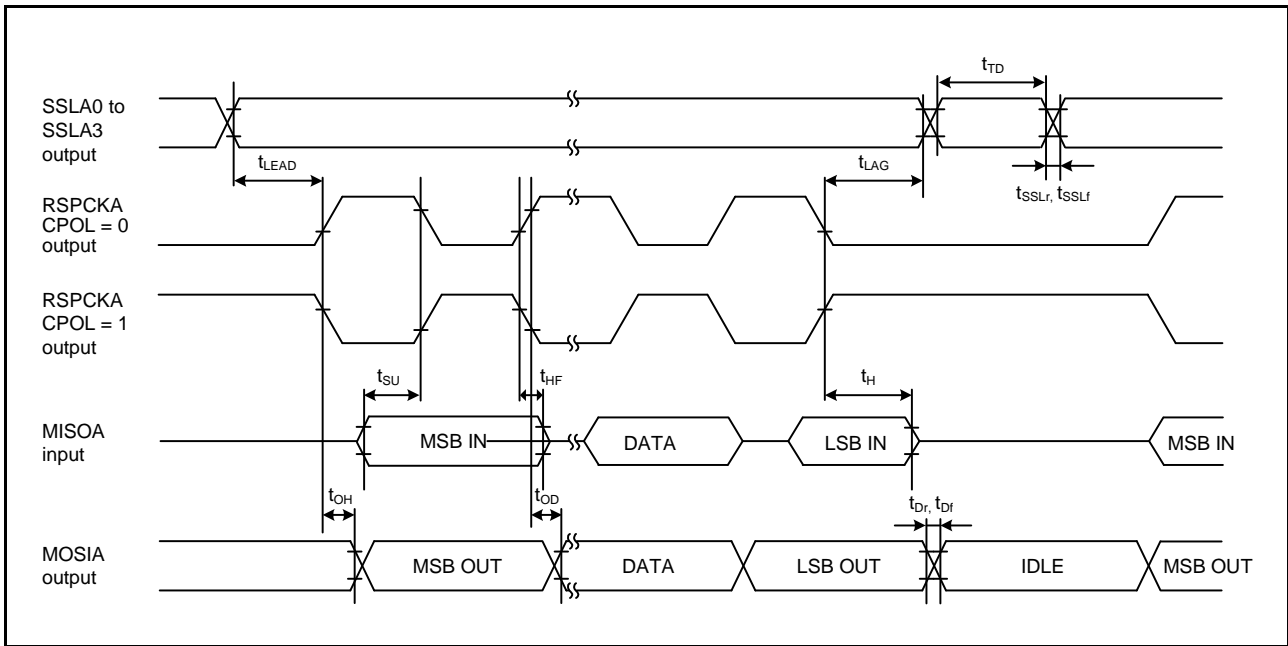 tTD
SSLA0 to
SSLA3
output
tLEAD
tLAG
tSSLr, tSSLf
RSPCKA
CPOL = 0
output
RSPCKA
CPOL = 1
output
tSU
tHF
tH
MISOA
input
MSB IN
DATA
LSB IN
MSB IN
tOH
tOD
tDr, tDf
MOSIA
output
MSB OUT
DATA
LSB OUT
IDLE
MSB OUT